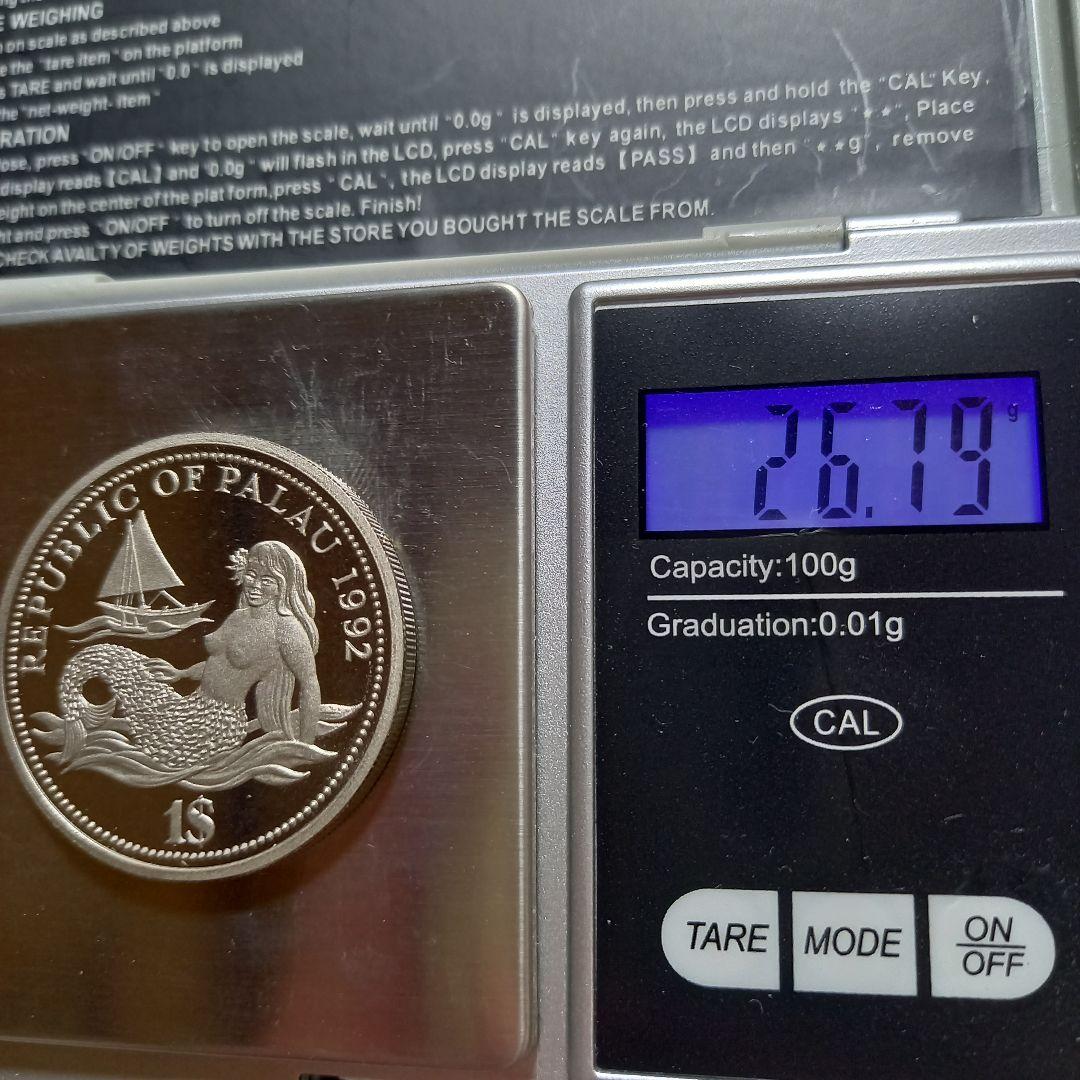 E WEIGHING
on scale as described above
e the "tare item" on the platform
s TARE and wait until "0.0" is displayed
the "net-weight-item"
RATION
ose, press "ON/OFF" key to open the scale, wait until "0.0g" is displayed, then press and hold the "CAL" Key,
display reads【CAL】and "0.0g" will flash in the LCD, press "CAL" key again, the LCD displays "**". Place
eight on the center of the platform,press "CAL", the LCD display reads【PASS】and then "**g", remove
ht and press "ON/OFF" to turn off the scale. Finish!
CHECK AVAILTY OF WEIGHTS WITH THE STORE YOU BOUGHT THE SCALE FROM.
REPUBLIC OF PALAU 1992
1$
26.79 g
Capacity:100g
Graduation:0.01g
CAL
TARE
MODE
ON
OFF